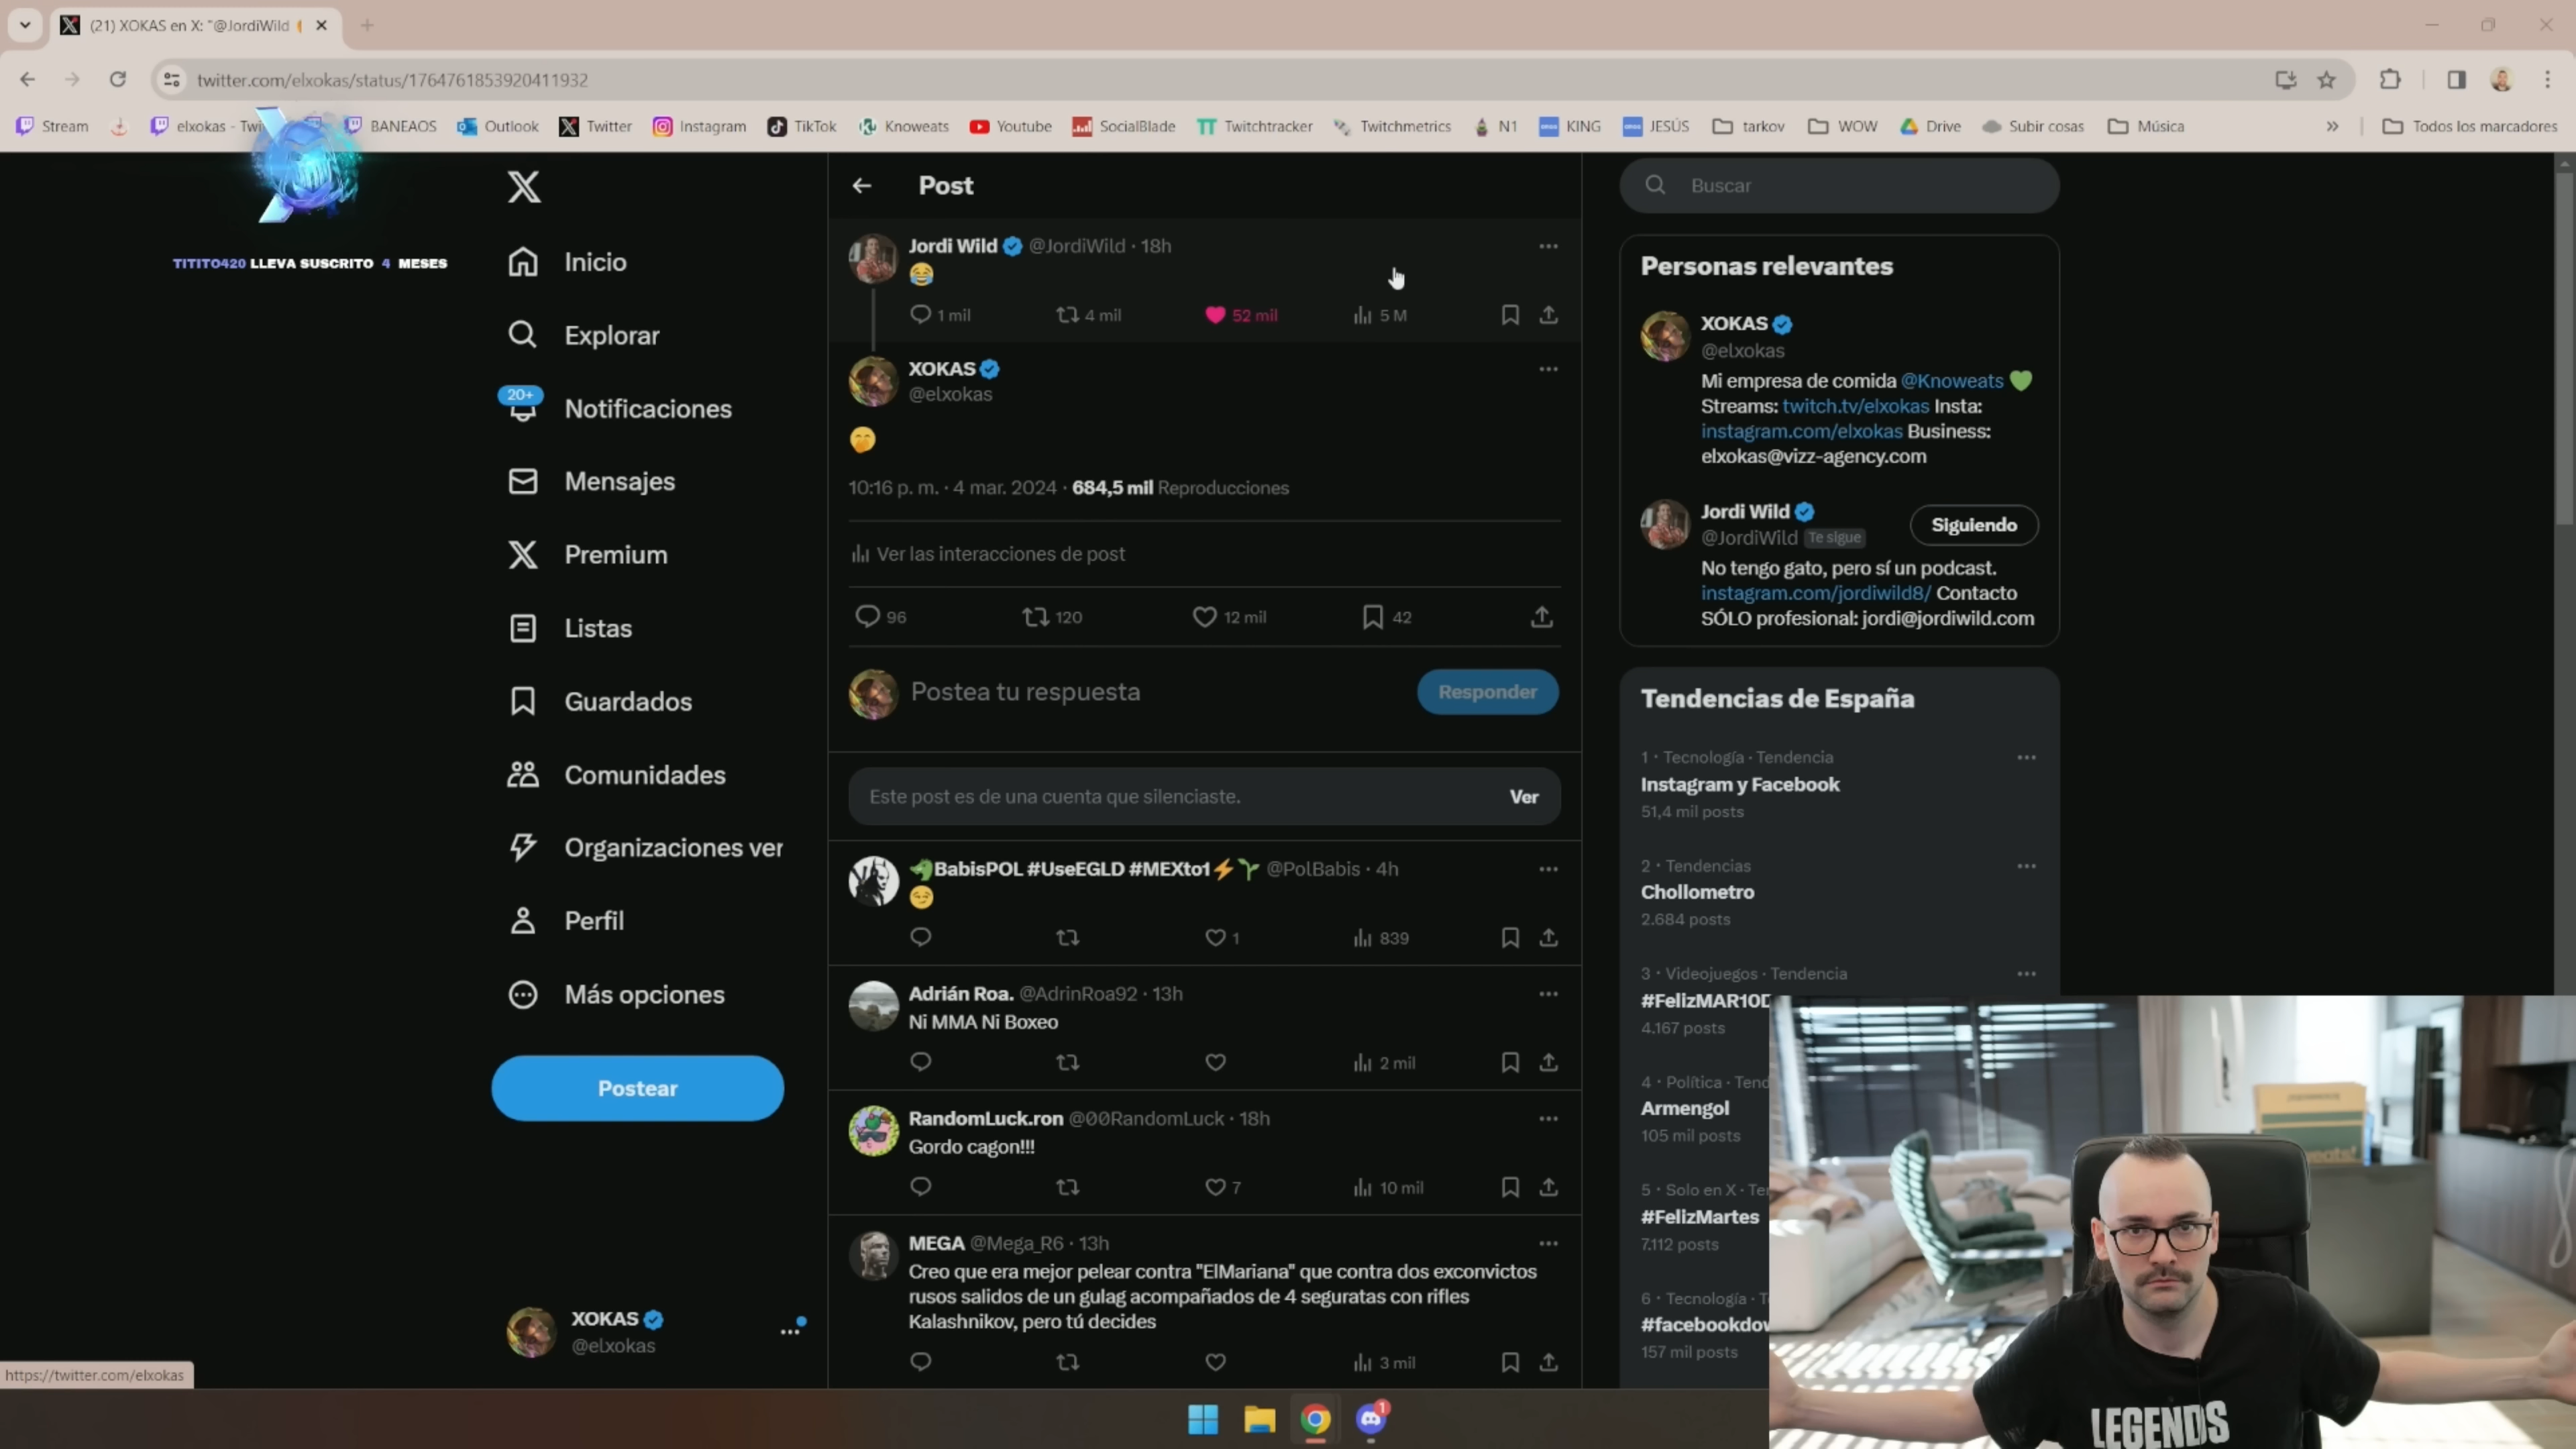 (21) XOKAS en X: "@JordiWild
twitter.com/elxokas/status/1764761853920411932
Stream
elxokas - Twi
BANEAOS
Outlook
Twitter
Instagram
TikTok
Knoweats
Youtube
SocialBlade
Twitchtracker
Twitchmetrics
N1
KING
JESÚS
tarkov
WOW
Drive
Subir cosas
Música
Todos los marcadores
TITITO420 LLEVA SUSCRITO 4 MESES
Inicio
Explorar
20+
Notificaciones
Mensajes
Premium
Listas
Guardados
Comunidades
Organizaciones ver
Perfil
Más opciones
Postear
XOKAS
@elxokas
https://twitter.com/elxokas
Post
Jordi Wild @JordiWild · 18h
😂
1 mil 4 mil 52 mil 5 M
XOKAS
@elxokas
🤭
10:16 p. m. · 4 mar. 2024 · 684,5 mil Reproducciones
Ver las interacciones de post
96 120 12 mil 42
Postea tu respuesta
Responder
Este post es de una cuenta que silenciaste.
Ver
BabisPOL #UseEGLD #MEXto1⚡🌱 @PolBabis · 4h
😏
1 839
Adrián Roa. @AdrinRoa92 · 13h
Ni MMA Ni Boxeo
2 mil
RandomLuck.ron @00RandomLuck · 18h
Gordo cagon!!!
7 10 mil
MEGA @Mega_R6 · 13h
Creo que era mejor pelear contra "ElMariana" que contra dos exconvictos
rusos salidos de un gulag acompañados de 4 seguratas con rifles
Kalashnikov, pero tú decides
3 mil
Buscar
Personas relevantes
XOKAS
@elxokas
Mi empresa de comida @Knoweats 💚
Streams: twitch.tv/elxokas Insta:
instagram.com/elxokas Business:
elxokas@vizz-agency.com
Jordi Wild
@JordiWild Te sigue
Siguiendo
No tengo gato, pero sí un podcast.
instagram.com/jordiwild8/ Contacto
SÓLO profesional: jordi@jordiwild.com
Tendencias de España
1 · Tecnología · Tendencia
Instagram y Facebook
51,4 mil posts
2 · Tendencias
Chollometro
2.684 posts
3 · Videojuegos · Tendencia
#FelizMAR10D
4.167 posts
4 · Política · Tend
Armengol
105 mil posts
5 · Solo en X · Te
#FelizMartes
7.112 posts
6 · Tecnología · T
#facebookdow
157 mil posts
LEGENDS
1